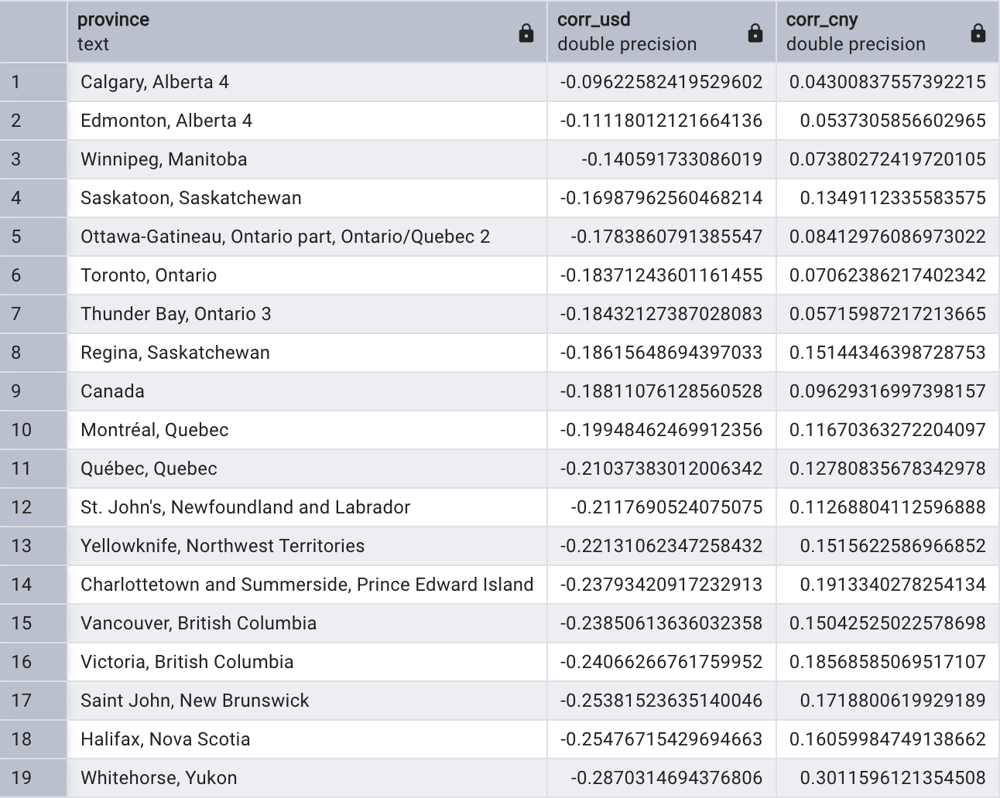 province corr_usd corr_cny
text double precision double precision
1 Calgary, Alberta 4 -0.09622582419529602 0.04300837557392215
2 Edmonton, Alberta 4 -0.11118012121664136 0.0537305856602965
3 Winnipeg, Manitoba -0.140591733086019 0.07380272419720105
4 Saskatoon, Saskatchewan -0.16987962560468214 0.1349112335583575
5 Ottawa-Gatineau, Ontario part, Ontario/Quebec 2 -0.1783860791385547 0.08412976086973022
6 Toronto, Ontario -0.18371243601161455 0.07062386217402342
7 Thunder Bay, Ontario 3 -0.18432127387028083 0.05715987217213665
8 Regina, Saskatchewan -0.18615648694397033 0.15144346398728753
9 Canada -0.18811076128560528 0.09629316997398157
10 Montréal, Quebec -0.19948462469912356 0.11670363272204097
11 Québec, Quebec -0.21037383012006342 0.12780835678342978
12 St. John's, Newfoundland and Labrador -0.2117690524075075 0.11268804112596888
13 Yellowknife, Northwest Territories -0.22131062347258432 0.1515622586966852
14 Charlottetown and Summerside, Prince Edward Island -0.23793420917232913 0.1913340278254134
15 Vancouver, British Columbia -0.23850613636032358 0.15042525022578698
16 Victoria, British Columbia -0.24066266761759952 0.18568585069517107
17 Saint John, New Brunswick -0.25381523635140046 0.1718800619929189
18 Halifax, Nova Scotia -0.25476715429694663 0.16059984749138662
19 Whitehorse, Yukon -0.2870314694376806 0.3011596121354508